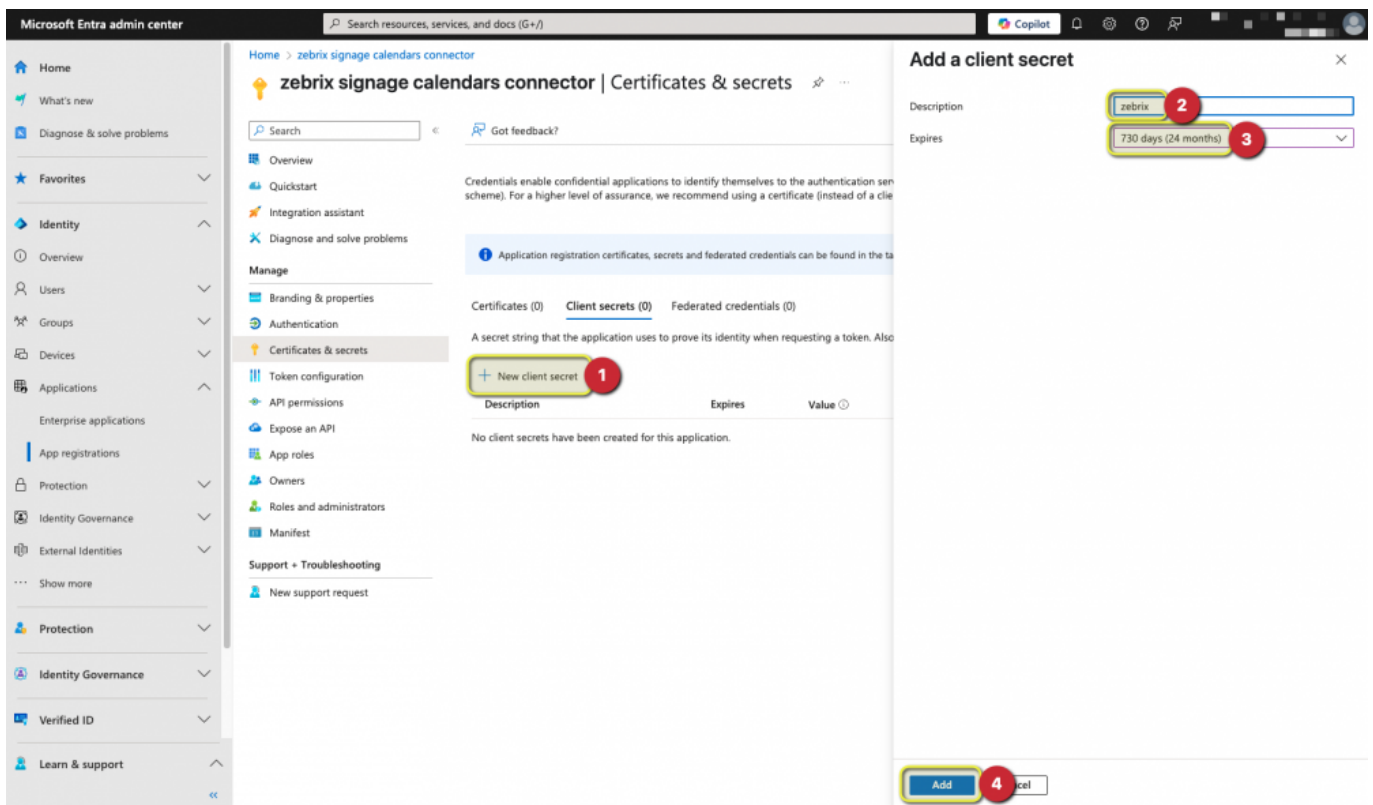 Microsoft Entra admin center
Search resources, services, and docs (G+/)
Copilot
Home
What's new
Diagnose & solve problems
Favorites
Identity
Overview
Users
Groups
Devices
Applications
Enterprise applications
App registrations
Protection
Identity Governance
External Identities
Show more
Protection
Identity Governance
Verified ID
Learn & support
Home > zebrix signage calendars connector
zebrix signage calendars connector | Certificates & secrets
Search
Got feedback?
Overview
Quickstart
Integration assistant
Diagnose and solve problems
Manage
Branding & properties
Authentication
Certificates & secrets
Token configuration
API permissions
Expose an API
App roles
Owners
Roles and administrators
Manifest
Support + Troubleshooting
New support request
Credentials enable confidential applications to identify themselves to the authentication ser
scheme). For a higher level of assurance, we recommend using a certificate (instead of a clie
Application registration certificates, secrets and federated credentials can be found in the ta
Certificates (0) Client secrets (0) Federated credentials (0)
A secret string that the application uses to prove its identity when requesting a token. Also
New client secret 1
Description Expires Value
No client secrets have been created for this application.
Add a client secret
Description zebrix 2
Expires 730 days (24 months) 3
Add 4 cel